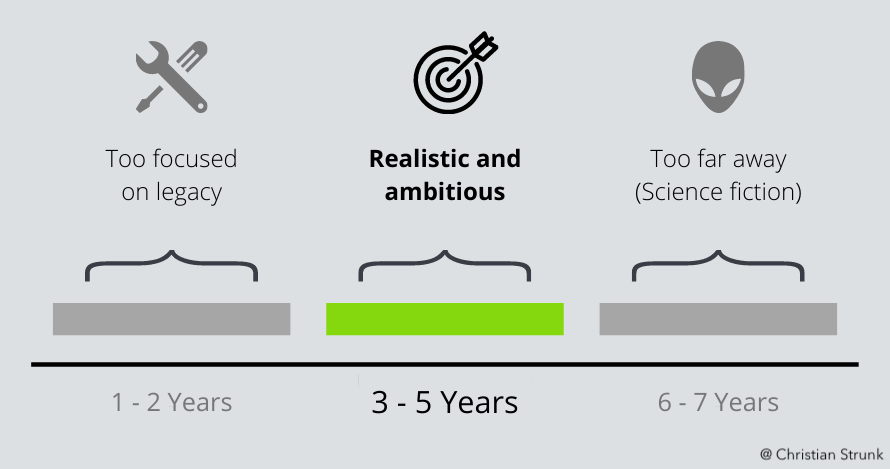 Too focused
on legacy
Realistic and
ambitious
Too far away
(Science fiction)
1 - 2 Years
3 - 5 Years
6 - 7 Years
@ Christian Strunk